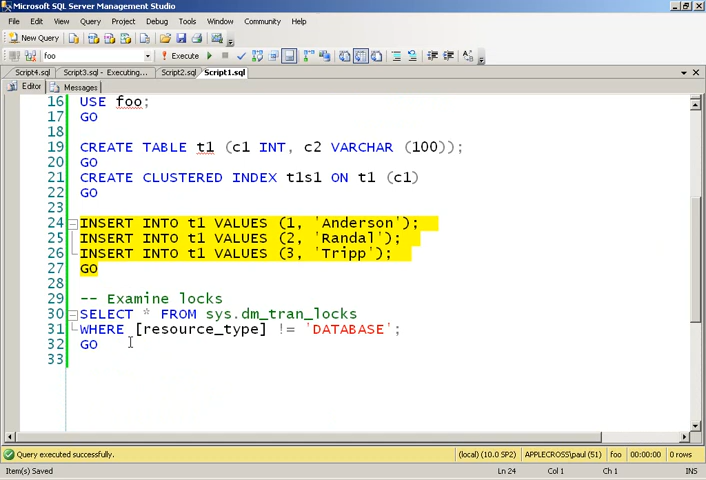 Microsoft SQL Server Management Studio
File Edit View Query Project Debug Tools Window Community Help
New Query
foo Execute
Script4.sql Script3.sql - Executing... Script2.sql Script1.sql
Editor Messages
16 USE foo;
17 GO
18
19 CREATE TABLE t1 (c1 INT, c2 VARCHAR (100));
20 GO
21 CREATE CLUSTERED INDEX t1s1 ON t1 (c1)
22 GO
23
24 INSERT INTO t1 VALUES (1, 'Anderson');
25 INSERT INTO t1 VALUES (2, 'Randal');
26 INSERT INTO t1 VALUES (3, 'Tripp');
27 GO
28
29 -- Examine locks
30 SELECT * FROM sys.dm_tran_locks
31 WHERE [resource_type] != 'DATABASE';
32 GO
33
Query executed successfully. (local) (10.0 SP2) APPLECROSS\paul (51) foo 00:00:00 0 rows
Item(s) Saved Ln 24 Col 1 Ch 1 INS